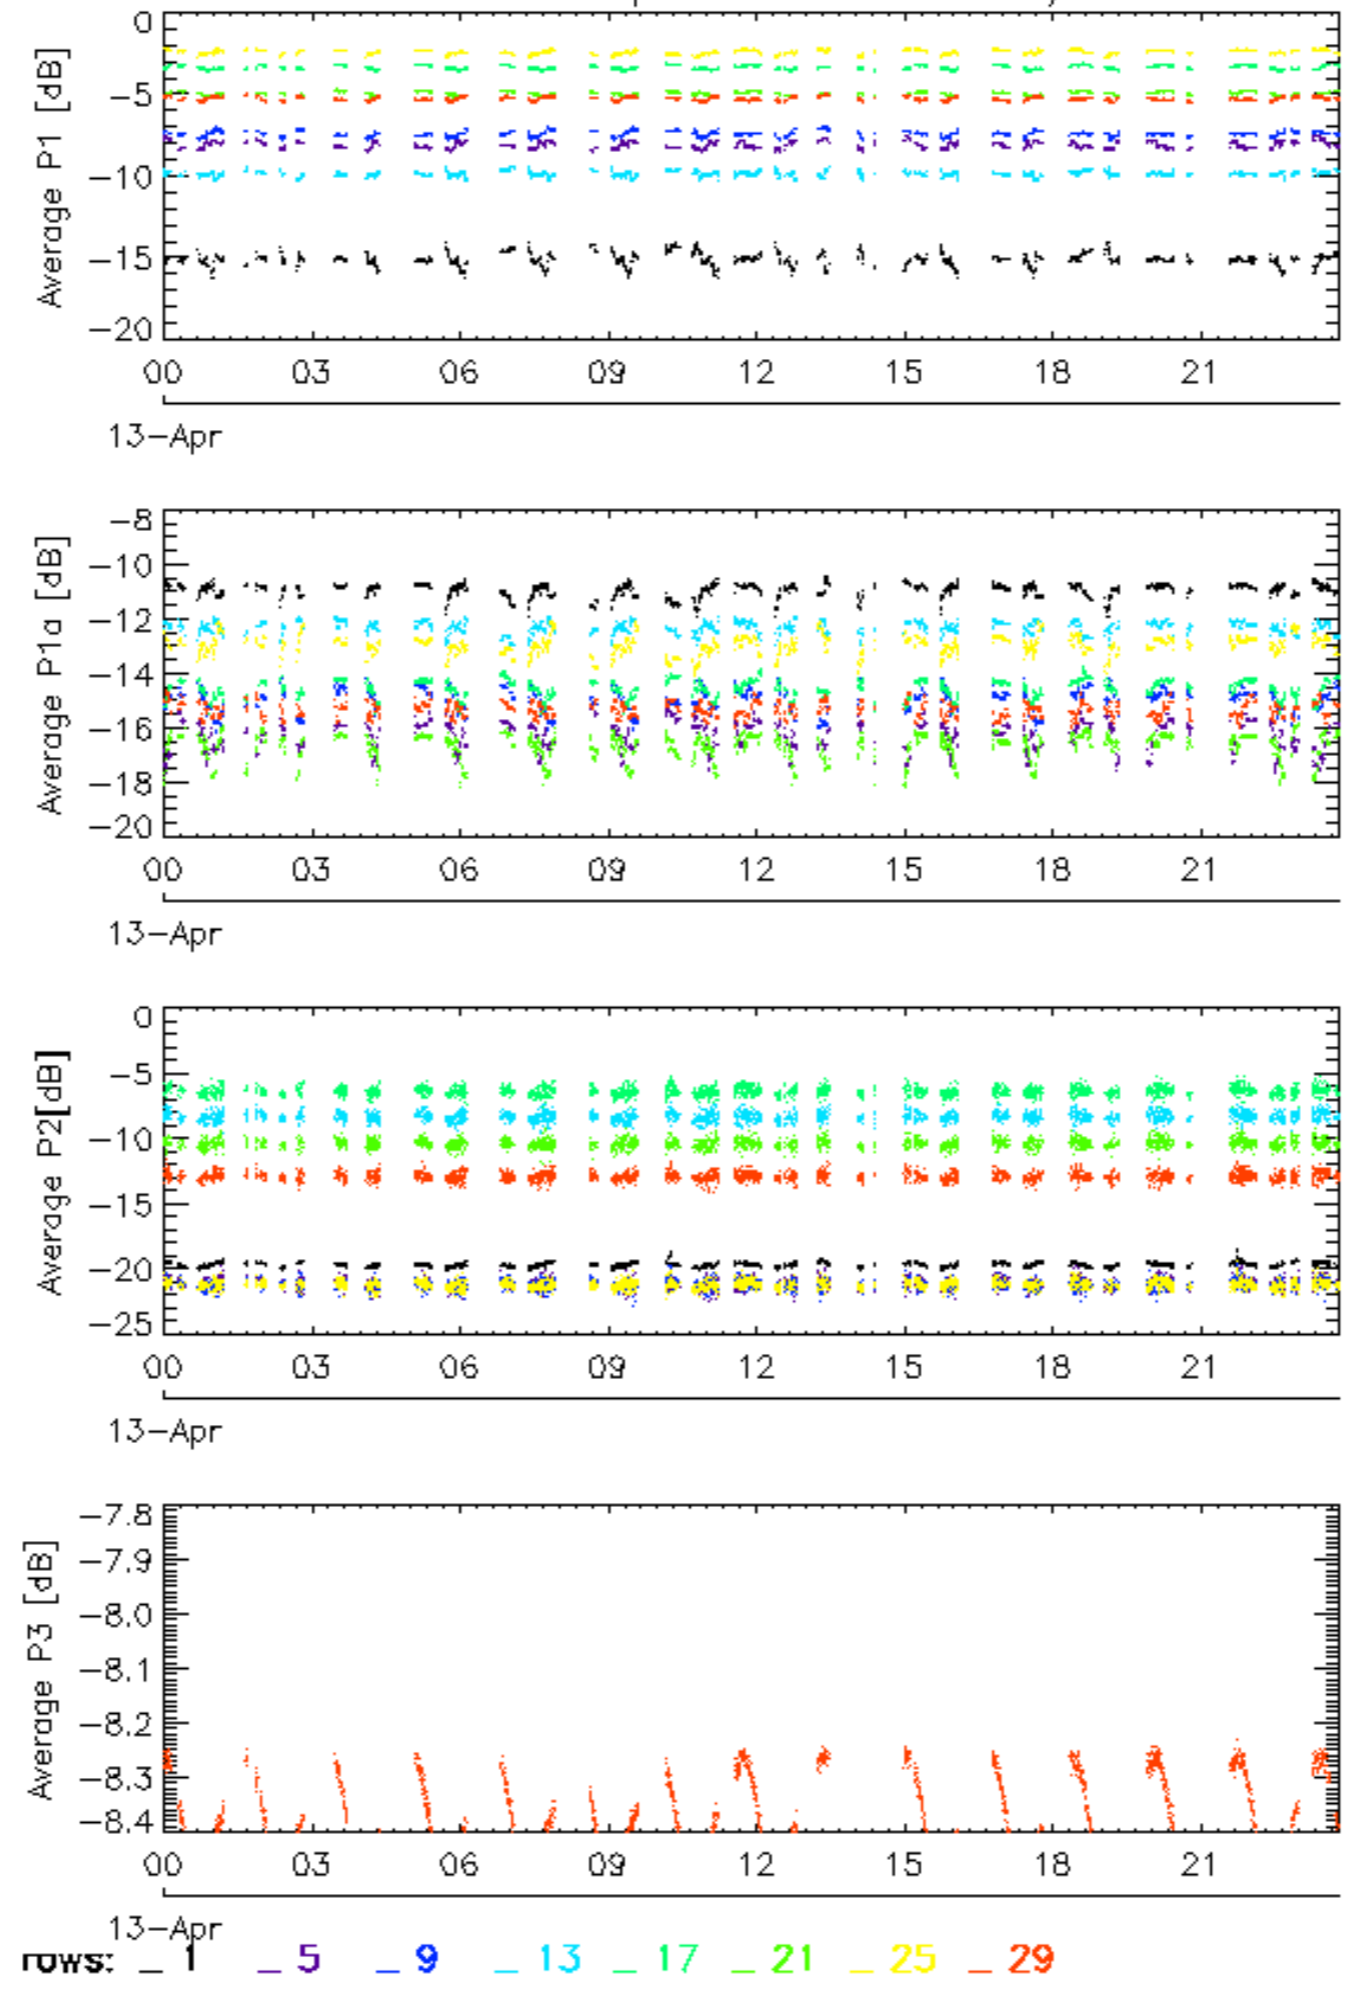 Average P1 [dB]
0
−5
−10
−15
−20
00 03 06 09 12 15 18 21
13−Apr
Average P1a [dB]
−8
−10
−12
−14
−16
−18
−20
00 03 06 09 12 15 18 21
13−Apr
Average P2[dB]
0
−5
−10
−15
−20
−25
00 03 06 09 12 15 18 21
13−Apr
Average P3 [dB]
−7.8
−7.9
−8.0
−8.1
−8.2
−8.3
−8.4
00 03 06 09 12 15 18 21
13−Apr
rows: _ 1 _ 5 _ 9 _ 13 _ 17 _ 21 _ 25 _ 29